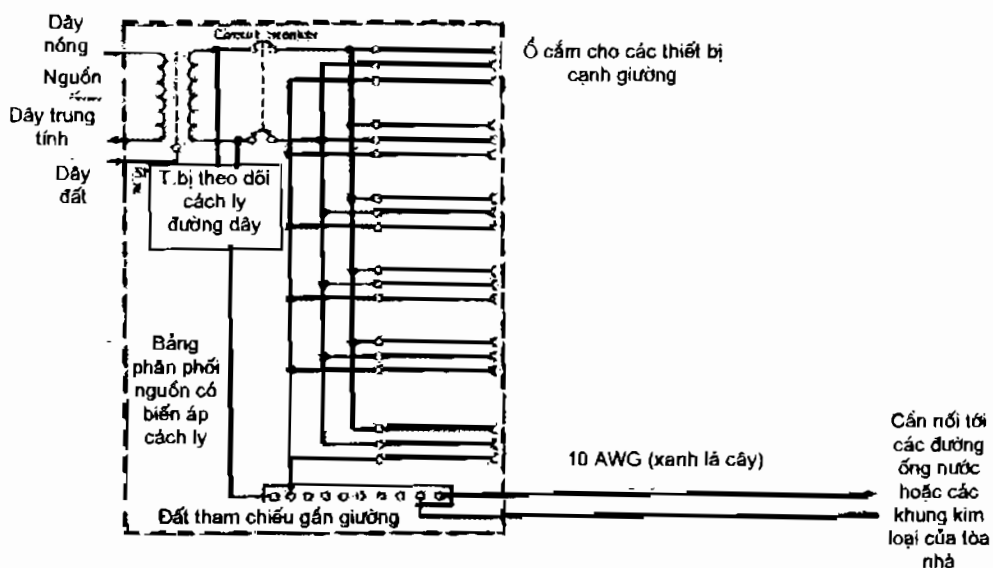 Dây
nóng
Nguồn
Dây trung
tính
Dây
đất
Circuit breaker
Ổ cắm cho các thiết bị
cạnh giường
T.bị theo dõi
cách ly
đường dây
Bảng
phân phối
nguồn có
biến áp
cách ly
10 AWG (xanh lá cây)
Đất tham chiếu gần giường
Cần nối tới
các đường
ống nước
hoặc các
khung kim
loại của tòa
nhà